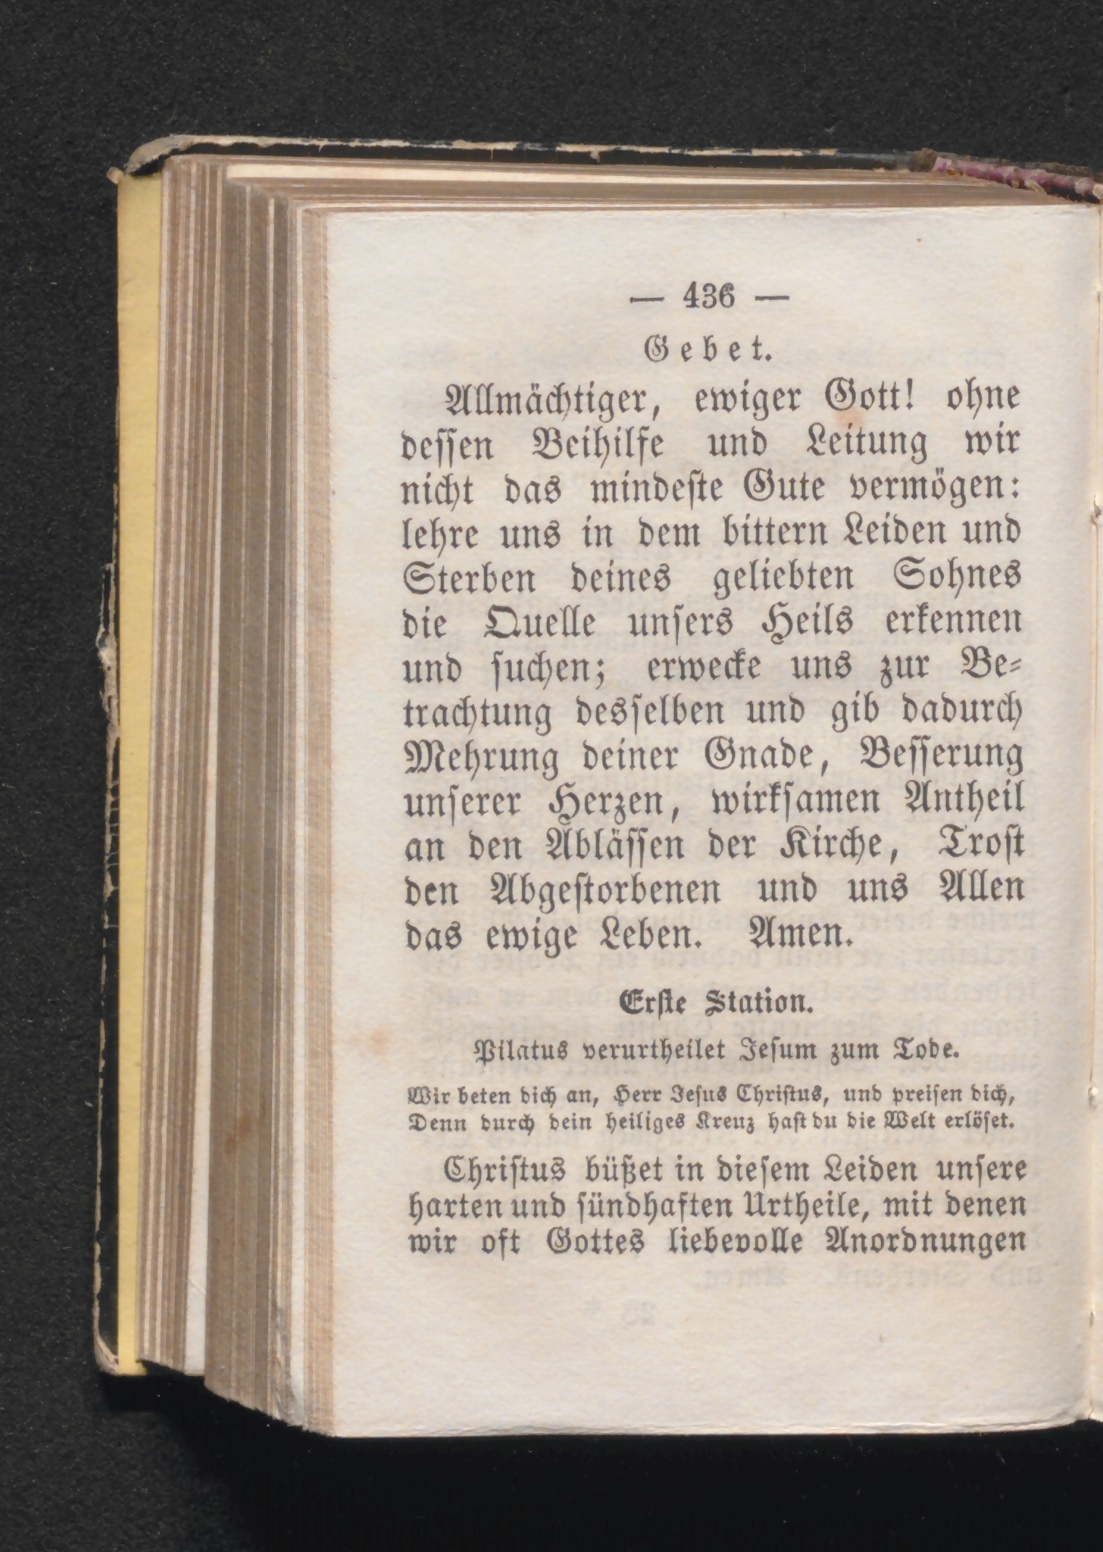 — 436 —
Gebet.
Allmächtiger, ewiger Gott! ohne
dessen Beihilfe und Leitung wir
nicht das mindeste Gute vermögen:
lehre uns in dem bittern Leiden und
Sterben deines geliebten Sohnes
die Quelle unsers Heils erkennen
und suchen; erwecke uns zur Be-
trachtung desselben und gib dadurch
Mehrung deiner Gnade, Besserung
unserer Herzen, wirksamen Antheil
an den Ablässen der Kirche, Trost
den Abgestorbenen und uns Allen
das ewige Leben. Amen.
Erste Station.
Pilatus verurtheilet Jesum zum Tode.
Wir beten dich an, Herr Jesus Christus, und preisen dich,
Denn durch dein heiliges Kreuz hast du die Welt erlöset.
Christus büßet in diesem Leiden unsere
harten und sündhaften Urtheile, mit denen
wir oft Gottes liebevolle Anordnungen